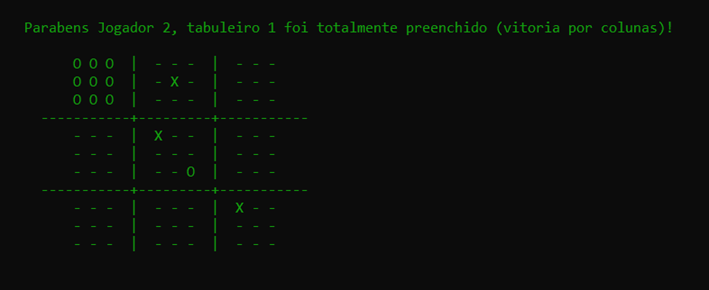 Parabens Jogador 2, tabuleiro 1 foi totalmente preenchido (vitoria por colunas)!
O O O | - - - | - - -
O O O | - X - | - - -
O O O | - - - | - - -
-----------+---------+-----------
- - - | X - - | - - -
- - - | - - - | - - -
- - - | - - O | - - -
-----------+---------+-----------
- - - | - - - | X - -
- - - | - - - | - - -
- - - | - - - | - - -